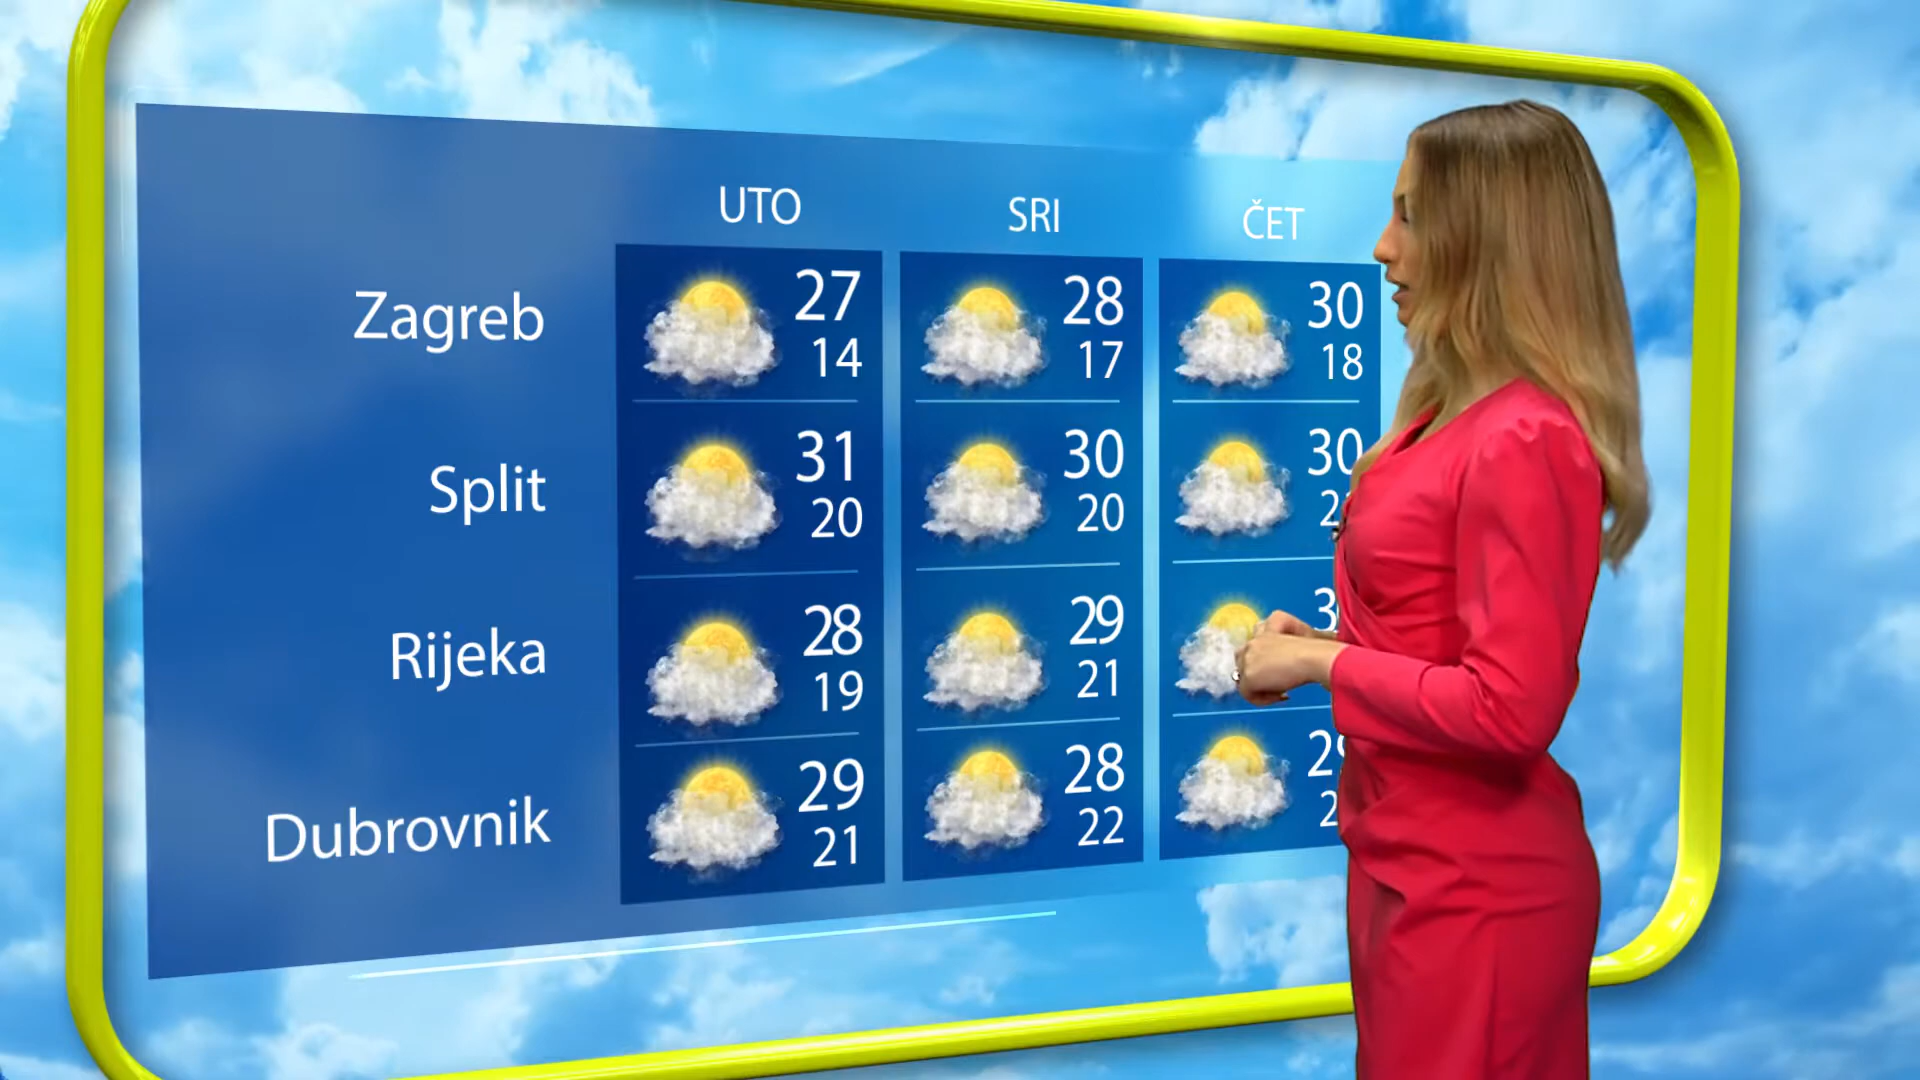 UTO SRI ČET
Zagreb 27 28 30
14 17 18
Split 31 30 30
20 20
Rijeka 28 29
19 21
Dubrovnik 29 28
21 22